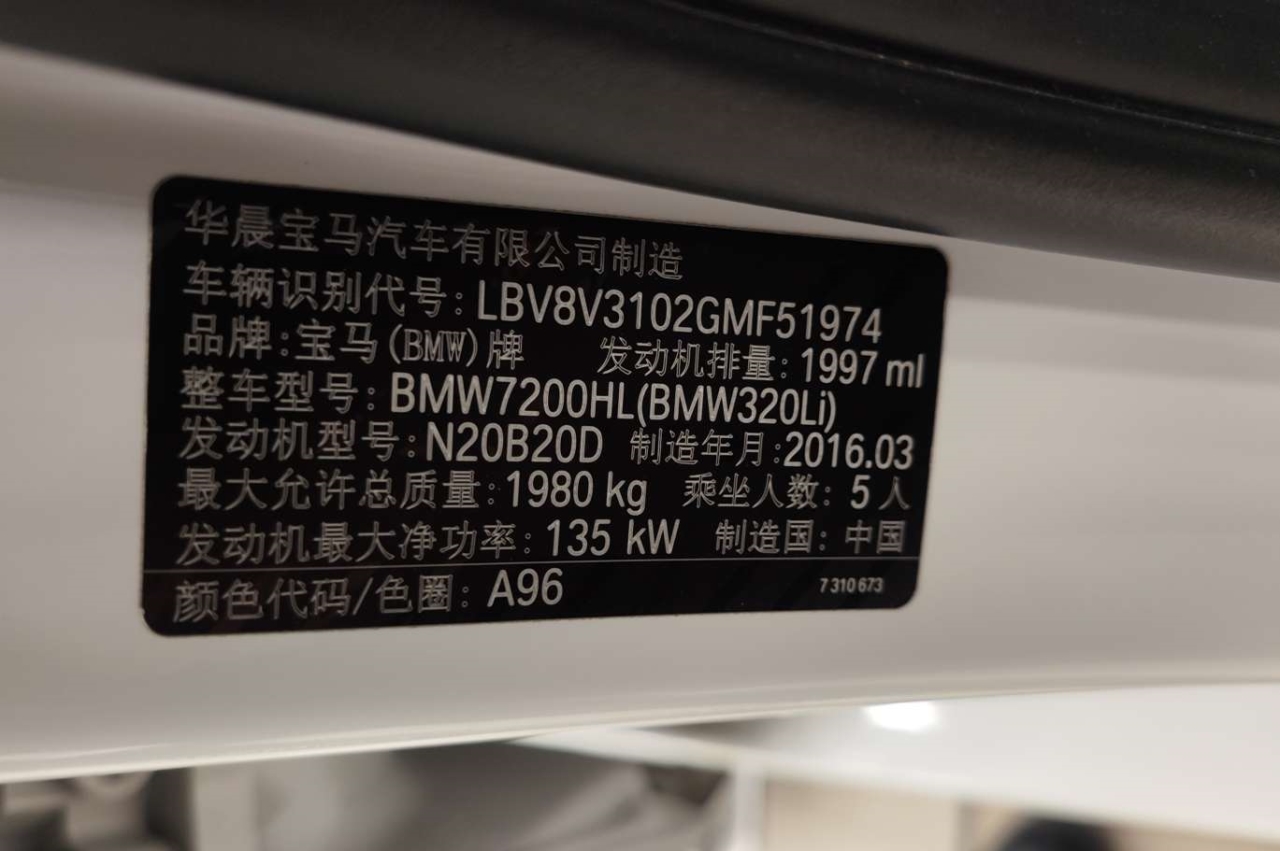 华晨宝马汽车有限公司制造
车辆识别代号: LBV8V3102GMF51974
品牌: 宝马(BMW)牌 发动机排量: 1997 ml
整车型号: BMW7200HL(BMW320Li)
发动机型号: N20B20D 制造年月: 2016.03
最大允许总质量: 1980 kg 乘坐人数: 5 人
发动机最大净功率: 135 kW 制造国: 中国
颜色代码/色圈: A96 7 310 673